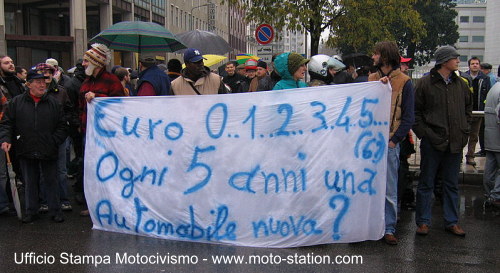 Euro 0..1..2..3.4..5...
(6)
Ogni 5 anni una
Automobile nuova?
Ufficio Stampa Motocivismo - www.moto-station.com